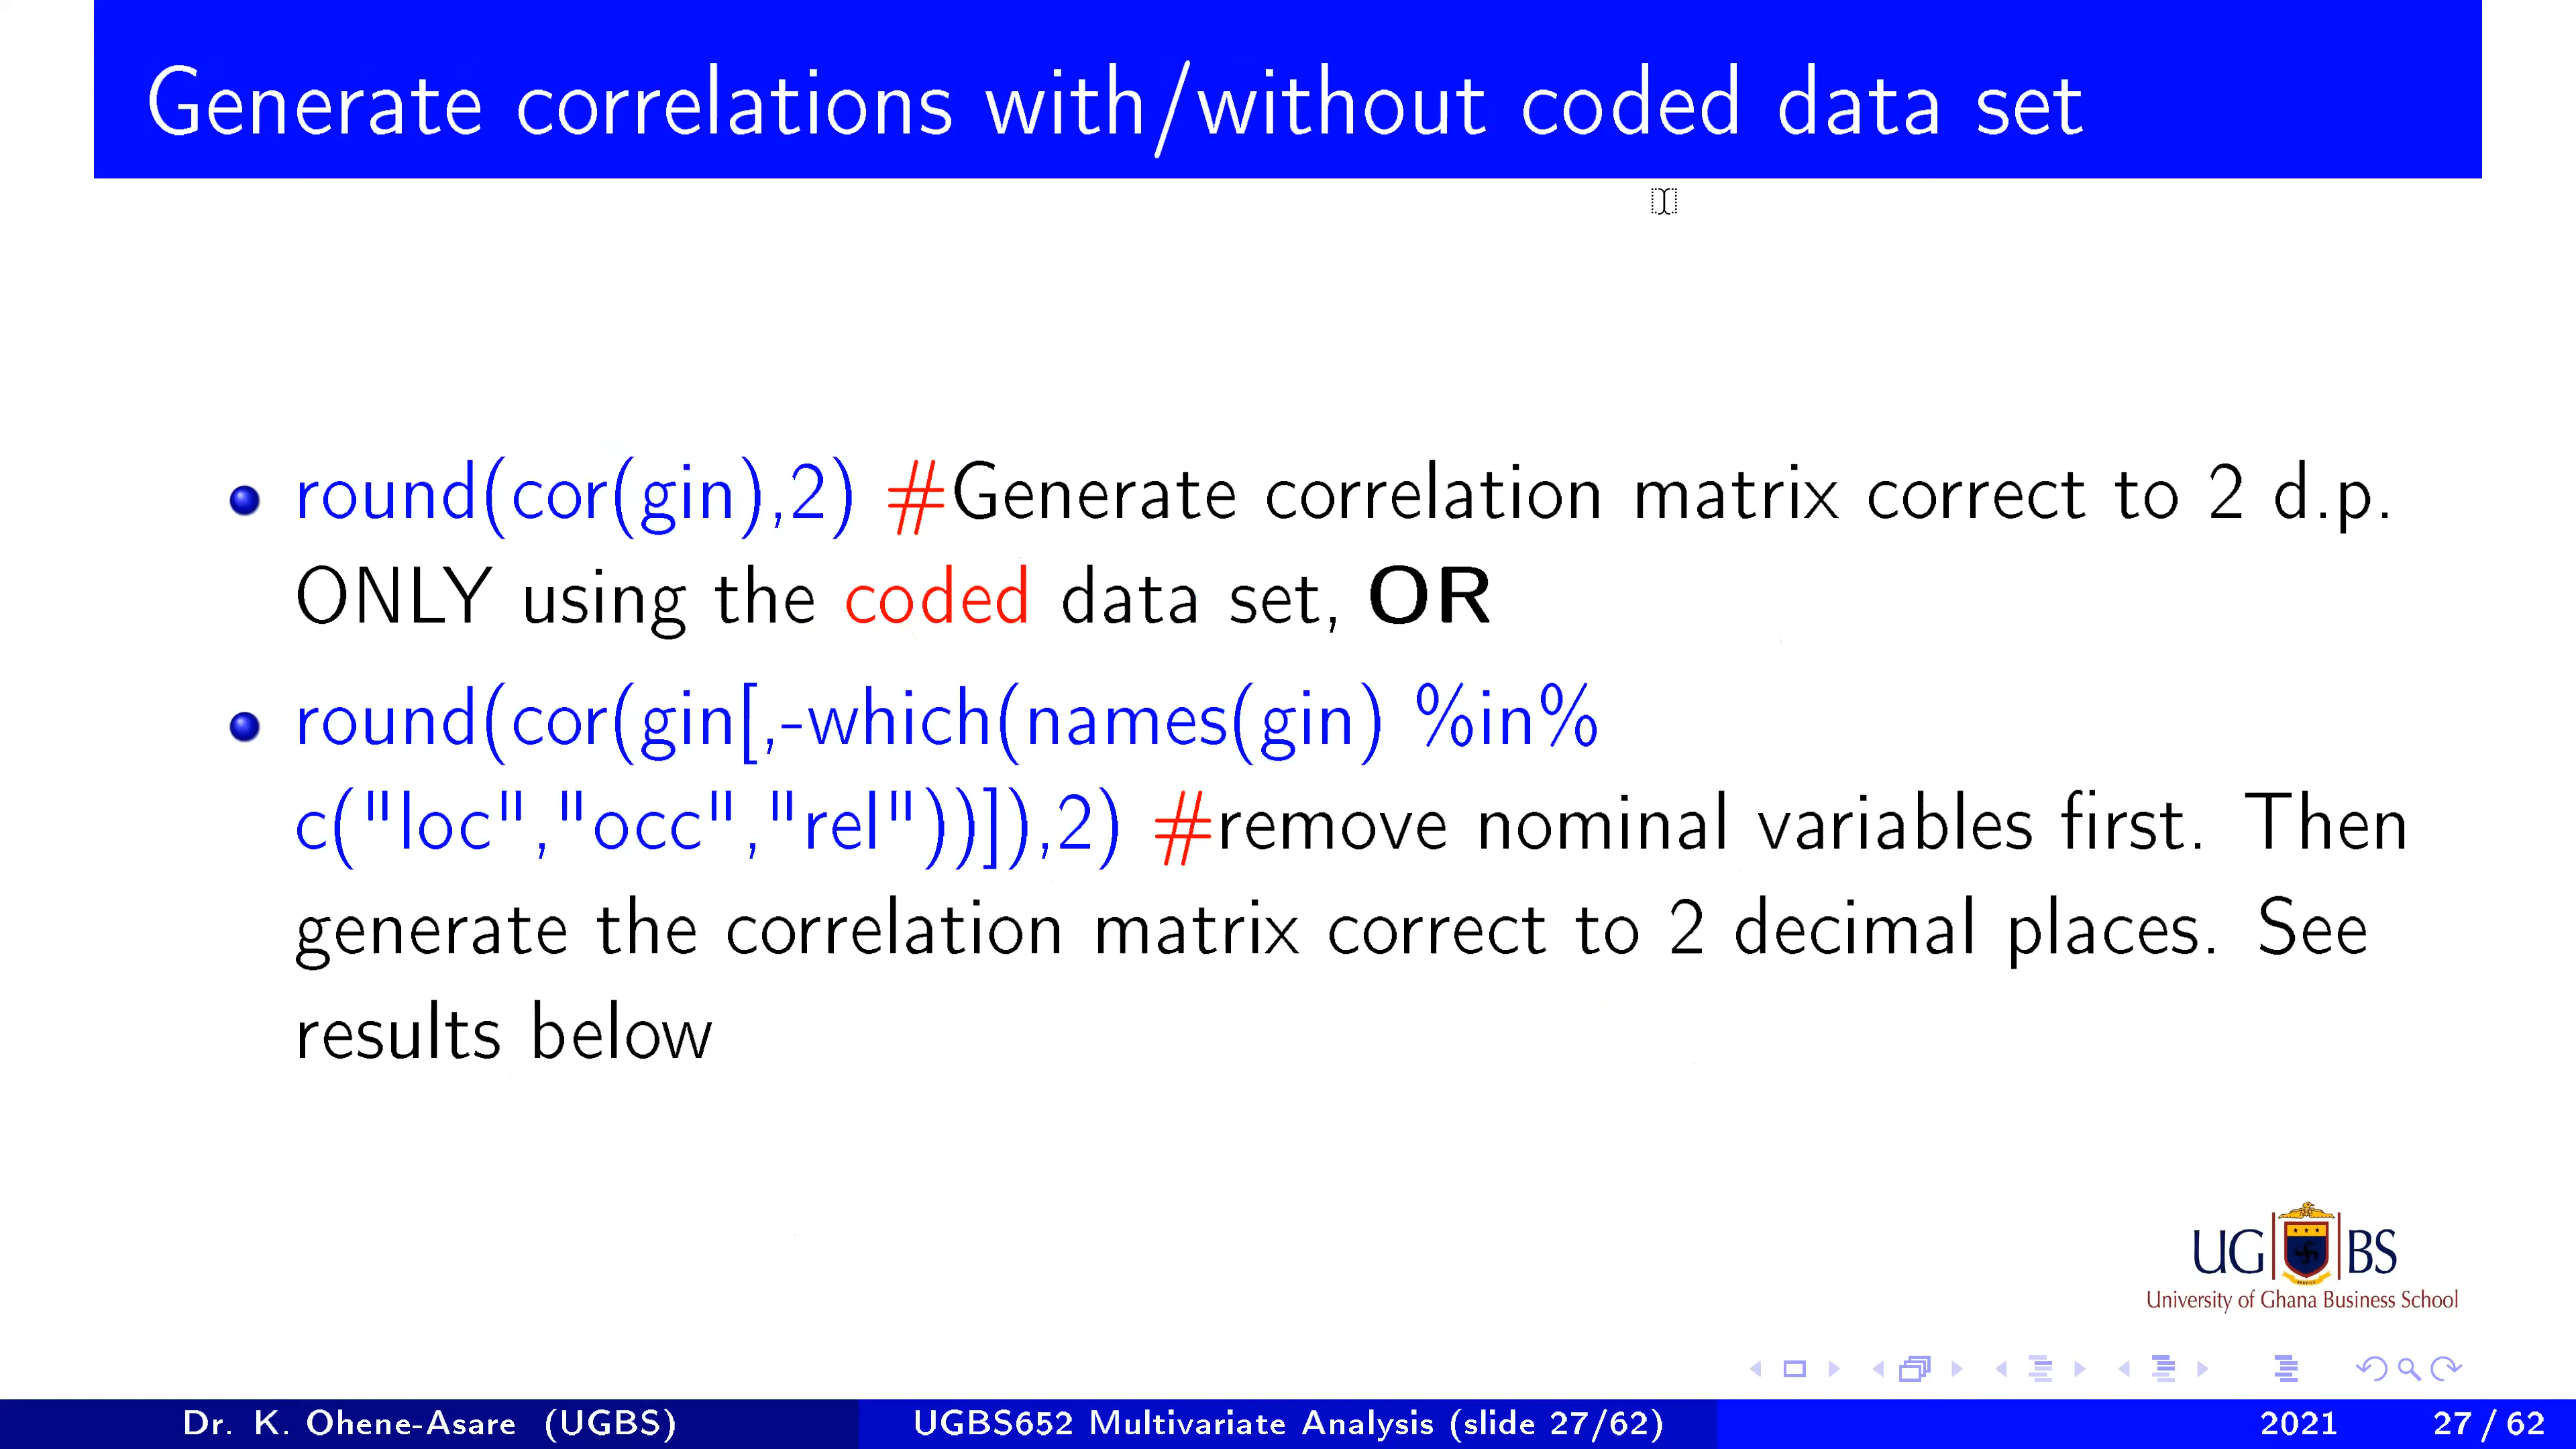 Generate correlations with/without coded data set
round(cor(gin),2) #Generate correlation matrix correct to 2 d.p.
ONLY using the coded data set, OR
round(cor(gin[,-which(names(gin) %in%
c("loc","occ","rel"))]),2) #remove nominal variables first. Then
generate the correlation matrix correct to 2 decimal places. See
results below
UG BS
University of Ghana Business School
Dr. K. Ohene-Asare (UGBS) UGBS652 Multivariate Analysis (slide 27/62) 2021 27 / 62